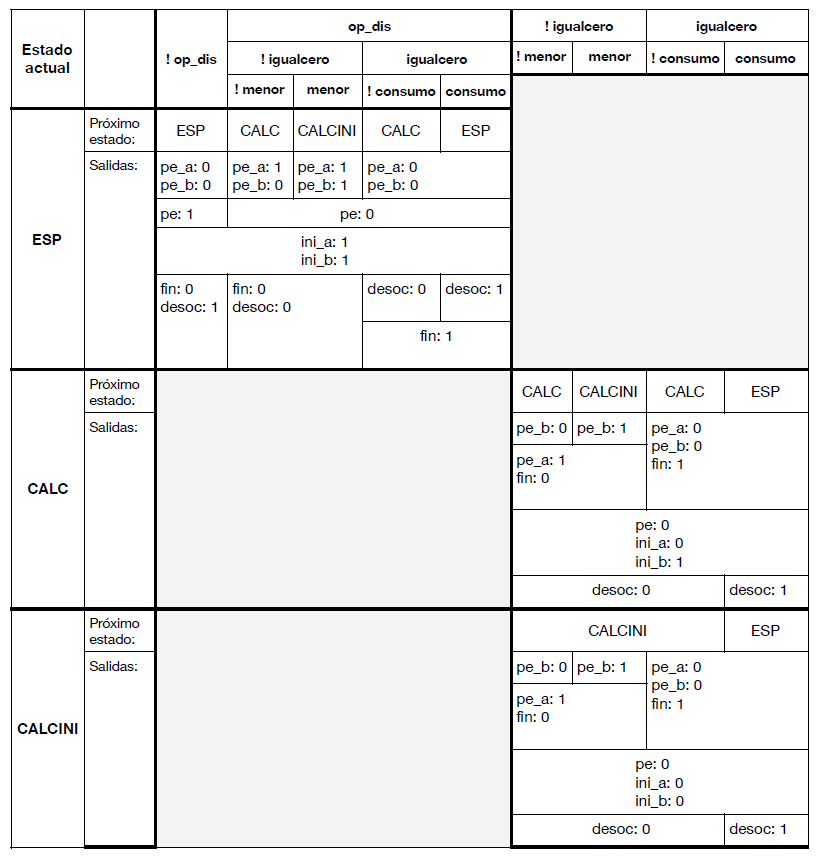 Estado actual
! op_dis
op_dis
! igualcero
igualcero
! igualcero
igualcero
! menor
menor
! consumo
consumo
! menor
menor
! consumo
consumo
ESP
Próximo
estado:
ESP
CALC
CALCINI
CALC
ESP
Salidas:
pe_a: 0
pe_b: 0
pe_a: 1
pe_b: 0
pe_a: 1
pe_b: 1
pe_a: 0
pe_b: 0
pe: 1
pe: 0
ini_a: 1
ini_b: 1
fin: 0
desoc: 1
fin: 0
desoc: 0
desoc: 0
desoc: 1
fin: 1
CALC
Próximo
estado:
CALC
CALCINI
CALC
ESP
Salidas:
pe_b: 0
pe_b: 1
pe_a: 1
fin: 0
pe_a: 0
pe_b: 0
fin: 1
pe: 0
ini_a: 0
ini_b: 1
desoc: 0
desoc: 1
CALCINI
Próximo
estado:
CALCINI
ESP
Salidas:
pe_b: 0
pe_b: 1
pe_a: 1
fin: 0
pe_a: 0
pe_b: 0
fin: 1
pe: 0
ini_a: 0
ini_b: 0
desoc: 0
desoc: 1